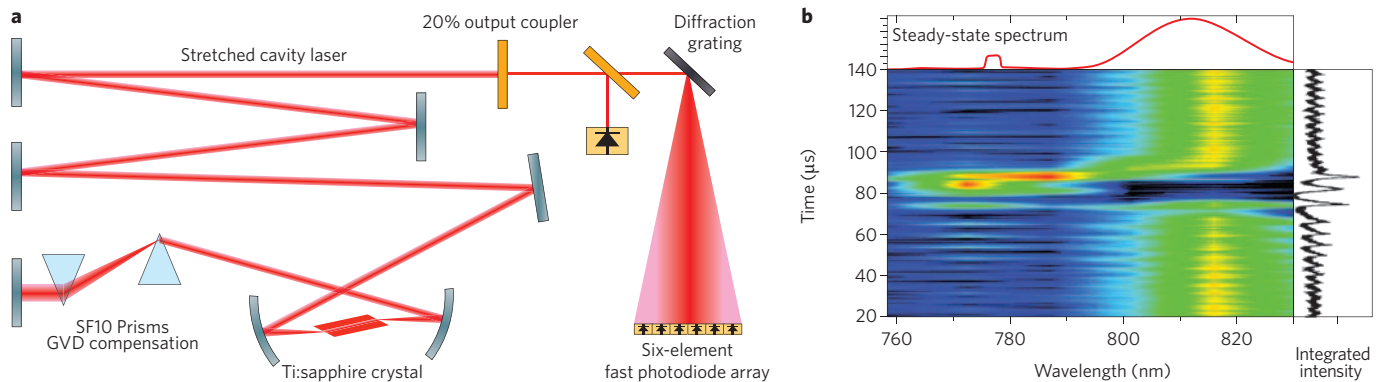 a
20% output coupler
Diffraction
grating
Stretched cavity laser
SF10 Prisms
GVD compensation
Ti:sapphire crystal
Six-element
fast photodiode array
b
Steady-state spectrum
140
120
100
80
60
40
20
Time (μs)
760
780
800
820
Wavelength (nm)
Integrated
intensity